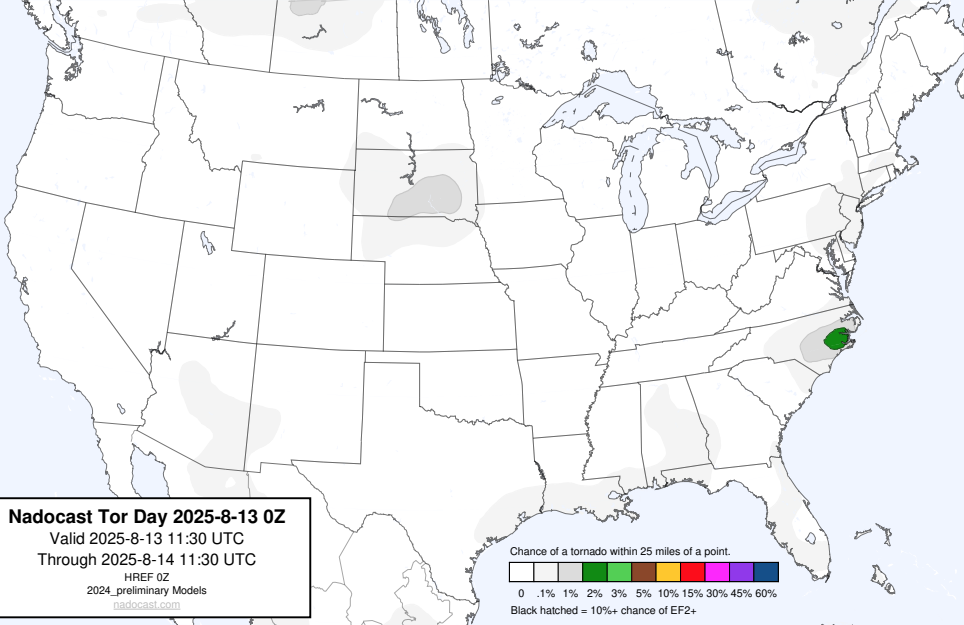 Nadocast Tor Day 2025-8-13 0Z
Valid 2025-8-13 11:30 UTC
Through 2025-8-14 11:30 UTC
HREF 0Z
2024_preliminary Models
nadocast.com
Chance of a tornado within 25 miles of a point.
0 .1% 1% 2% 3% 5% 10% 15% 30% 45% 60%
Black hatched = 10%+ chance of EF2+